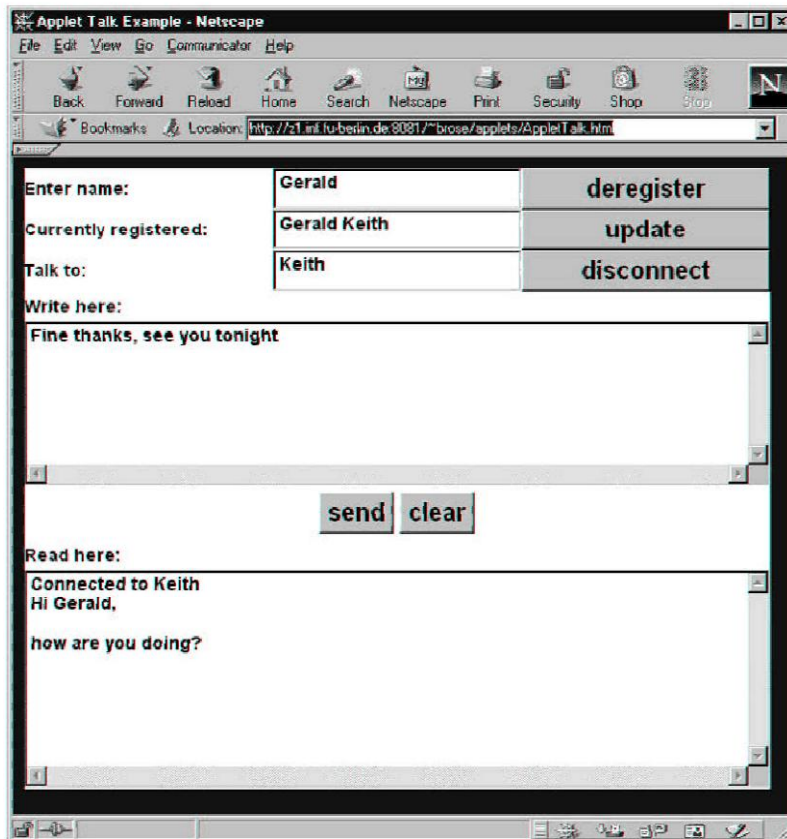 Applet Talk Example - Netscape
File Edit View Go Communicator Help
Back Forward Reload Home Search Netscape Print Security Shop Stop
Bookmarks Location: http://z1.inf.fu-berlin.de:8081/~brose/applets/AppletTalk.html
Enter name: Gerald deregister
Currently registered: Gerald Keith update
Talk to: Keith disconnect
Write here:
Fine thanks, see you tonight
send clear
Read here:
Connected to Keith
Hi Gerald,
how are you doing?